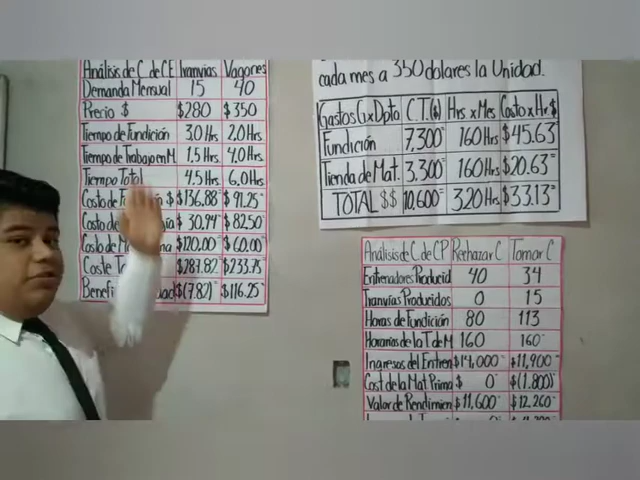 Análisis de C. de CE Tranvías Vagones
Demanda Mensual 15 40
Precio $ $280 $350
Tiempo de Fundición 3.0 Hrs 2.0 Hrs
Tiempo de Trabajo en M 1.5 Hrs 4.0 Hrs
Tiempo Total 4.5 Hrs 6.0 Hrs
Costo de $ $136.88 $91.25
Costo de $30.94 $82.50
Costo de $120.00 $60.00
Coste $287.82 $233.75
$(7.82) $116.25
cada mes a 350 dolares la Unidad.
Gastos GxDpto C.T.($) Hrs x Mes Costo x Hr $
Fundición 7,300 160 Hrs $45.63
Tienda de Mat. 3,300 160 Hrs $20.63
TOTAL $$ 10,600 320 Hrs $33.13
Análisis de C de CP Rechazar C Tomar C
Entrenadores Producid 40 34
Tranvías Producidos 0 15
Horas de Fundición 80 113
Horarios de la T de M 160 160
Ingresos del Entren $14,000 $11,900
Cost de la Mat Prima $ 0 $(1.800)
Valor de Rendimien $11,600 $12.260